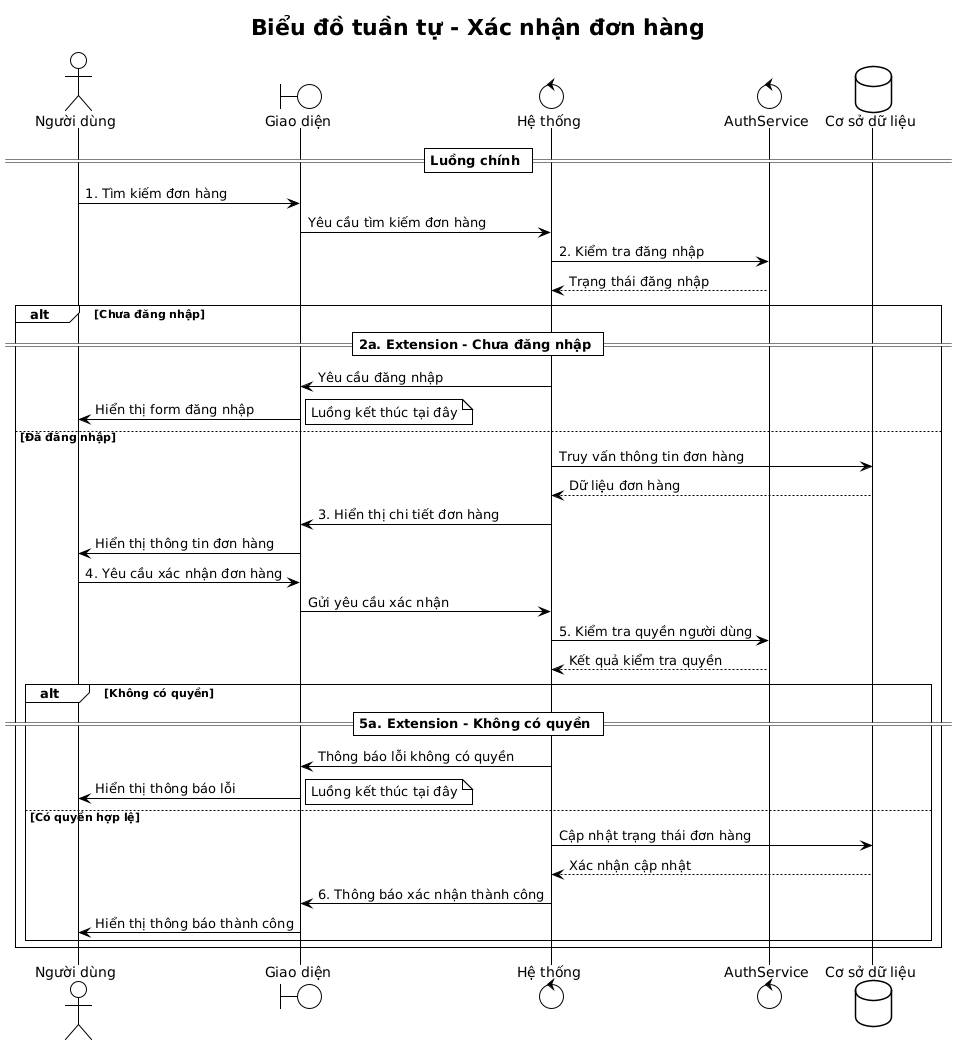 Biểu đồ tuần tự - Xác nhận đơn hàng
Người dùng Giao diện Hệ thống AuthService Cơ sở dữ liệu
Luồng chính
1. Tìm kiếm đơn hàng
Yêu cầu tìm kiếm đơn hàng
2. Kiểm tra đăng nhập
Trạng thái đăng nhập
alt [Chưa đăng nhập]
2a. Extension - Chưa đăng nhập
Yêu cầu đăng nhập
Hiển thị form đăng nhập Luồng kết thúc tại đây
[Đã đăng nhập]
Truy vấn thông tin đơn hàng
Dữ liệu đơn hàng
3. Hiển thị chi tiết đơn hàng
Hiển thị thông tin đơn hàng
4. Yêu cầu xác nhận đơn hàng
Gửi yêu cầu xác nhận
5. Kiểm tra quyền người dùng
Kết quả kiểm tra quyền
alt [Không có quyền]
5a. Extension - Không có quyền
Thông báo lỗi không có quyền
Hiển thị thông báo lỗi Luồng kết thúc tại đây
[Có quyền hợp lệ]
Cập nhật trạng thái đơn hàng
Xác nhận cập nhật
6. Thông báo xác nhận thành công
Hiển thị thông báo thành công
Người dùng Giao diện Hệ thống AuthService Cơ sở dữ liệu